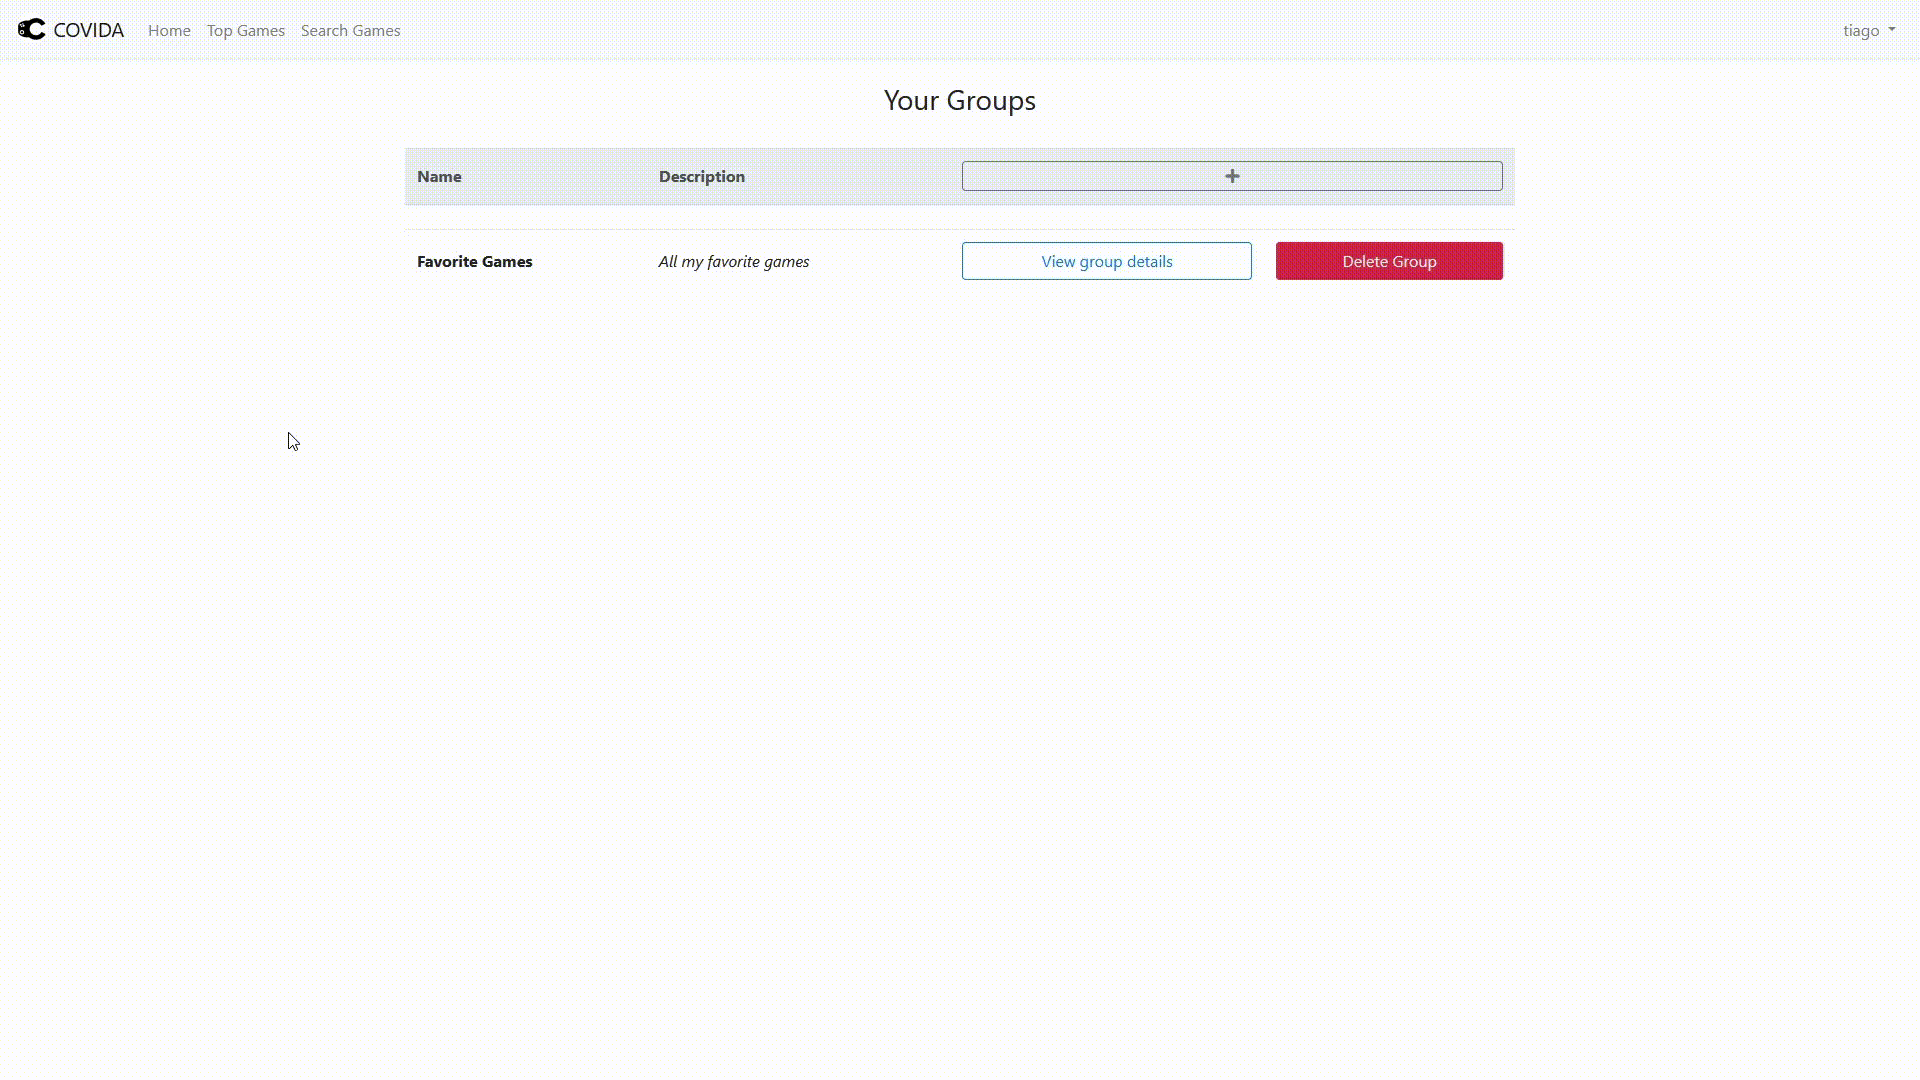 COVIDA Home Top Games Search Games tiago
Your Groups
Name Description +
Favorite Games All my favorite games View group details Delete Group